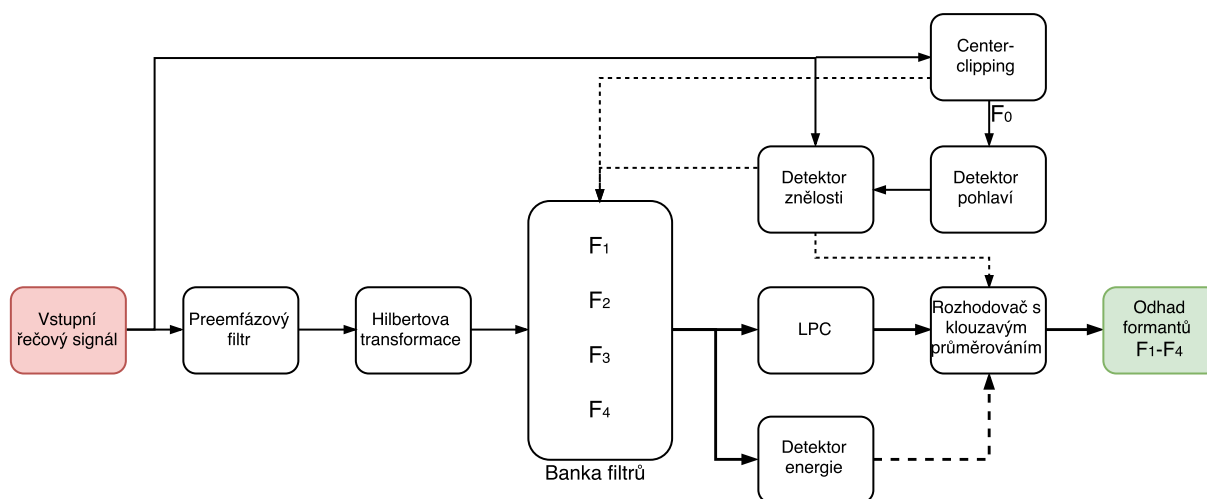 Center-
clipping
F0
Detektor
znělosti
Detektor
pohlaví
F1
F2
F3
F4
Banka filtrů
Vstupní
řečový signál
Preemfázový
filtr
Hilbertova
transformace
LPC
Rozhodovač s
klouzavým
průměrováním
Odhad
formantů
F1-F4
Detektor
energie